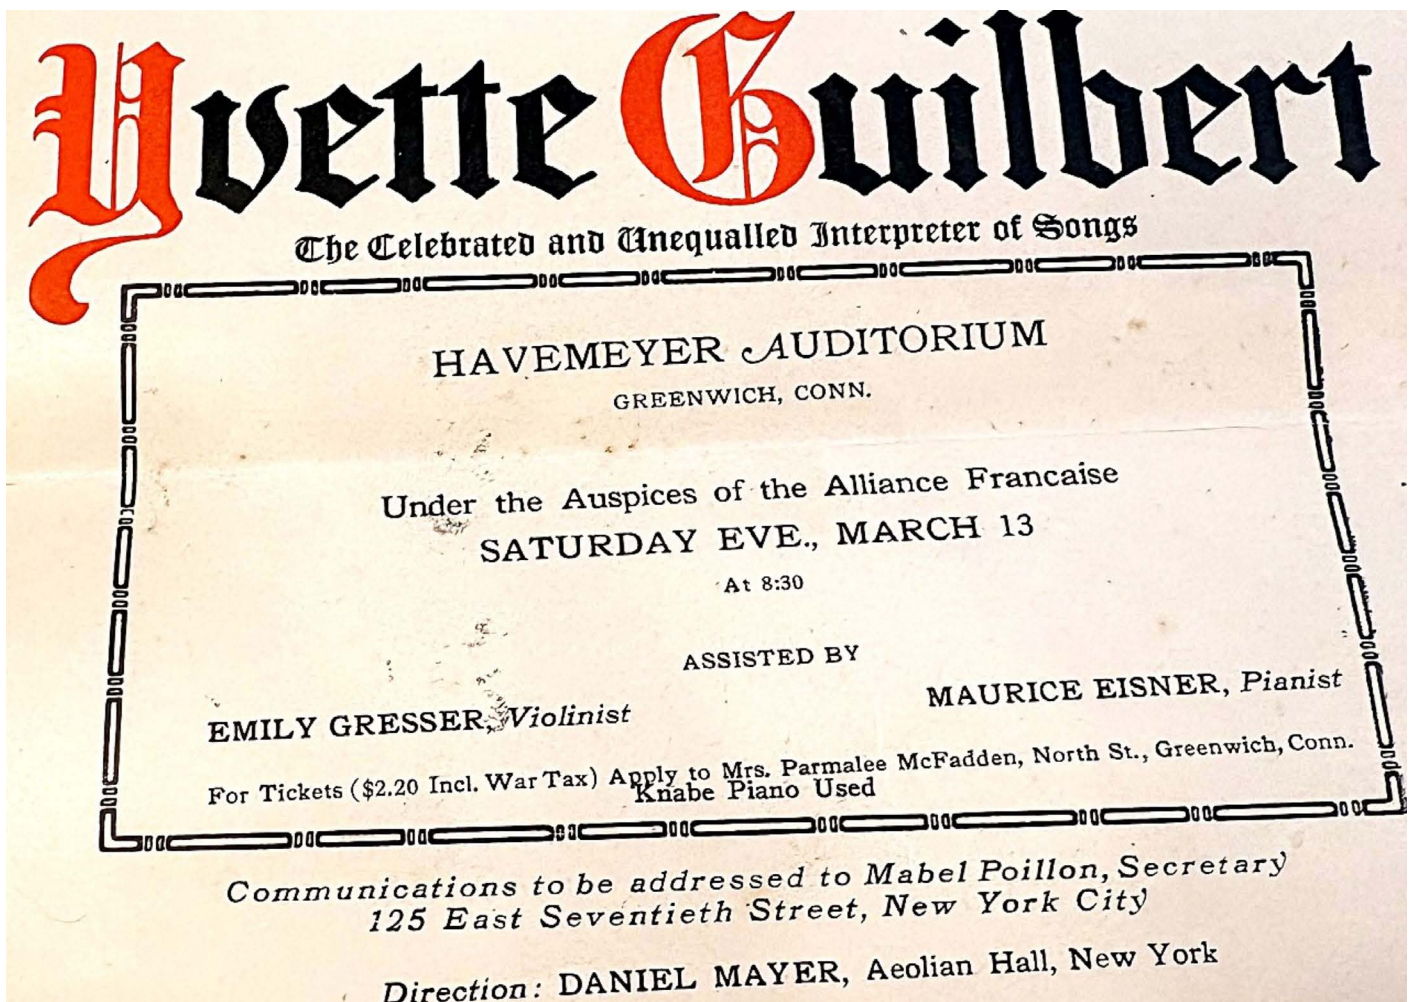 Yvette Guilbert
The Celebrated and Unequalled Interpreter of Songs
HAVEMEYER AUDITORIUM
GREENWICH, CONN.
Under the Auspices of the Alliance Francaise
SATURDAY EVE., MARCH 13
At 8:30
ASSISTED BY
EMILY GRESSER, Violinist
MAURICE EISNER, Pianist
For Tickets ($2.20 Incl. War Tax) Apply to Mrs. Parmalee McFadden, North St., Greenwich, Conn.
Knabe Piano Used
Communications to be addressed to Mabel Poillon, Secretary
125 East Seventieth Street, New York City
Direction: DANIEL MAYER, Aeolian Hall, New York